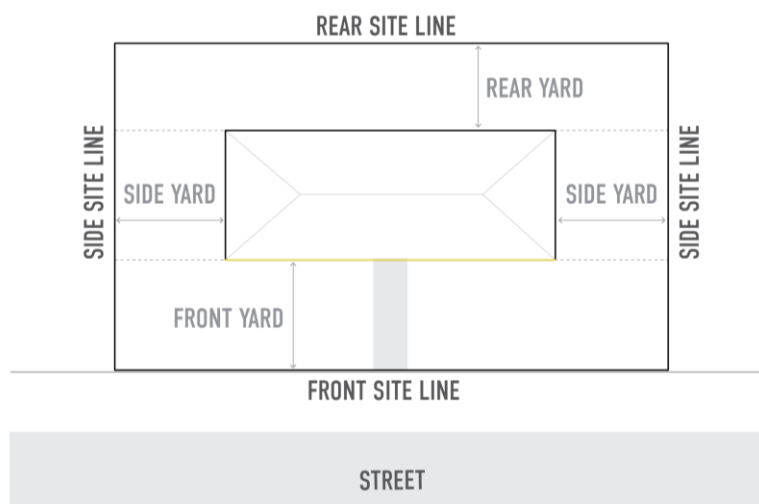 REAR SITE LINE
REAR YARD
SIDE SITE LINE
SIDE YARD
SIDE YARD
SIDE SITE LINE
FRONT YARD
FRONT SITE LINE
STREET